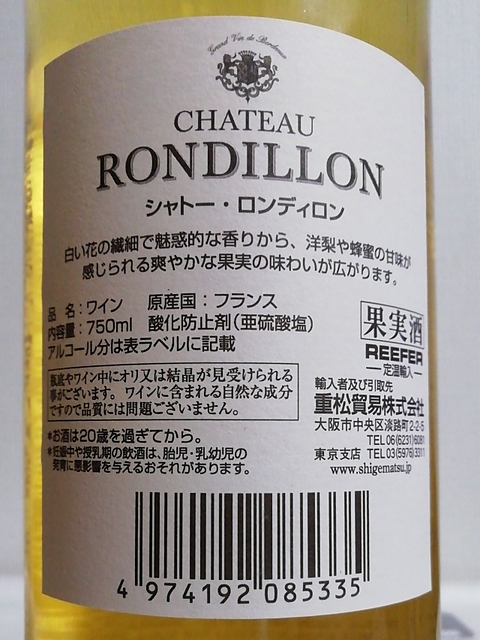 Grand Vin de Bordeaux
CHATEAU
RONDILLON
シャトー・ロンディロン
白い花の繊細で魅惑的な香りから、洋梨や蜂蜜の甘味が
感じられる爽やかな果実の味わいが広がります。
品 名：ワイン 原産国：フランス
内容量：750ml 酸化防止剤（亜硫酸塩）
アルコール分は表ラベルに記載
果実酒
REEFER
定温輸入
瓶底やワイン中にオリ又は結晶が見受けられる
事がございます。ワインに含まれる自然な成分
ですので品質には問題ございません。
輸入者及び引取先
重松貿易株式会社
大阪市中央区淡路町2-2-5
TEL06(6231)6081
東京支店 TEL03(5976)3311
www.shigematsu.jp
*お酒は20歳を過ぎてから。
*妊娠中や授乳期の飲酒は、胎児・乳幼児の
発育に悪影響を与えるおそれがあります。
4 974192 085335